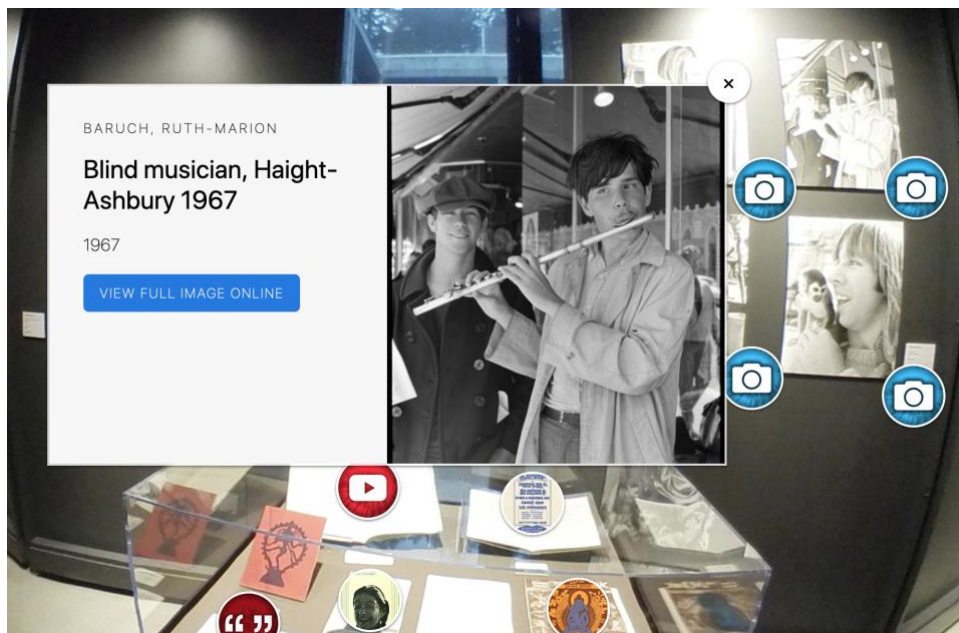 BARUCH, RUTH-MARION
Blind musician, Haight-
Ashbury 1967
1967
VIEW FULL IMAGE ONLINE